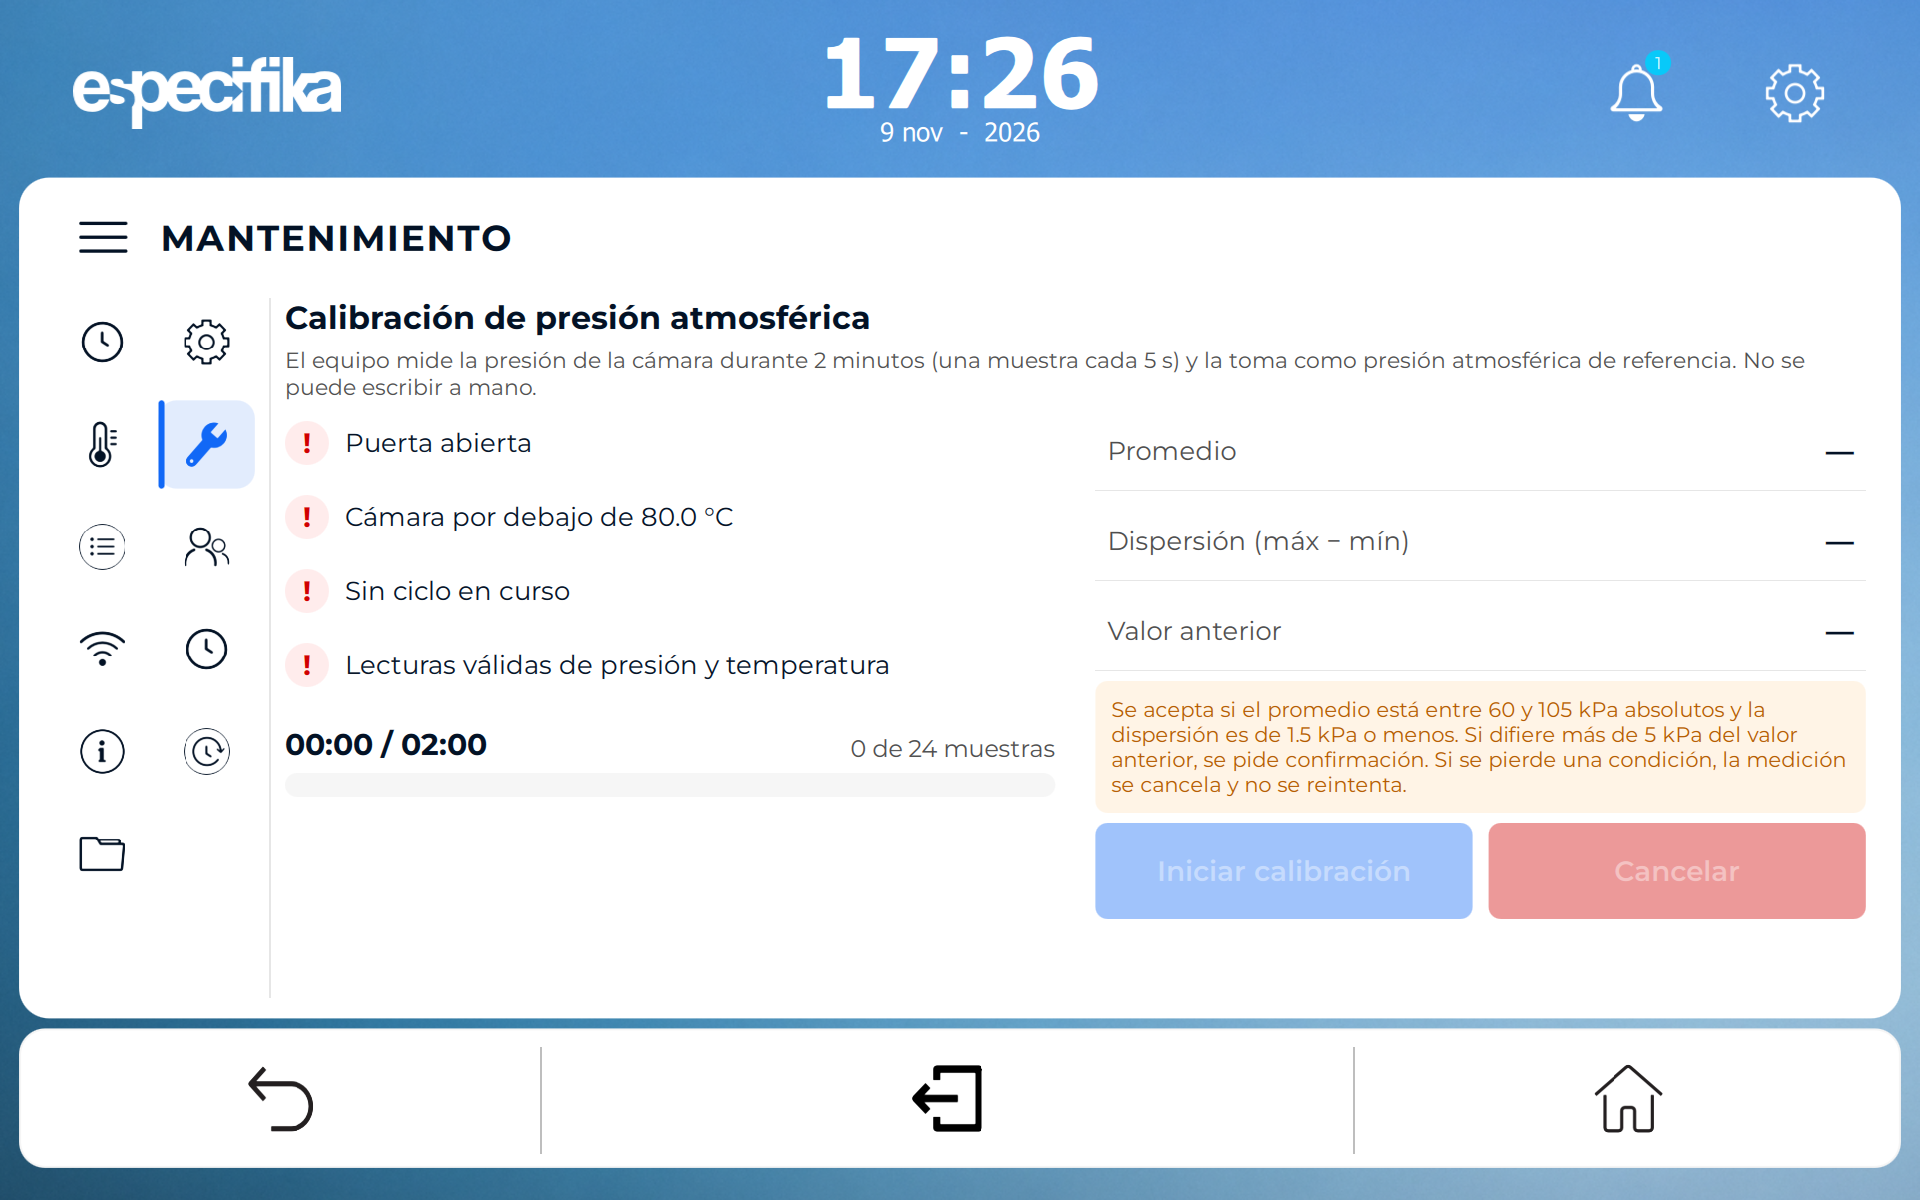 especifika
17:26
9 nov - 2026
1
MANTENIMIENTO
Calibración de presión atmosférica
El equipo mide la presión de la cámara durante 2 minutos (una muestra cada 5 s) y la toma como presión atmosférica de referencia. No se
puede escribir a mano.
! Puerta abierta
! Cámara por debajo de 80.0 °C
! Sin ciclo en curso
! Lecturas válidas de presión y temperatura
00:00 / 02:00
0 de 24 muestras
Promedio —
Dispersión (máx − mín) —
Valor anterior —
Se acepta si el promedio está entre 60 y 105 kPa absolutos y la
dispersión es de 1.5 kPa o menos. Si difiere más de 5 kPa del valor
anterior, se pide confirmación. Si se pierde una condición, la medición
se cancela y no se reintenta.
Iniciar calibración
Cancelar